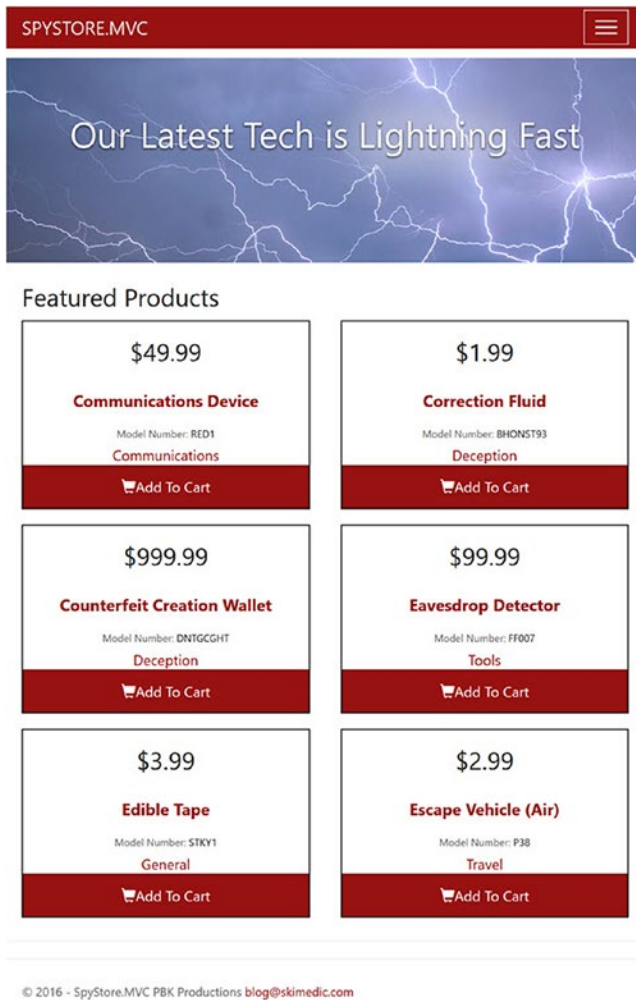 SPYSTORE.MVC
Our Latest Tech is Lightning Fast
Featured Products
$49.99
Communications Device
Model Number: RED1
Communications
Add To Cart
$1.99
Correction Fluid
Model Number: BHONST93
Deception
Add To Cart
$999.99
Counterfeit Creation Wallet
Model Number: DNTGCGHT
Deception
Add To Cart
$99.99
Eavesdrop Detector
Model Number: FF007
Tools
Add To Cart
$3.99
Edible Tape
Model Number: STKY1
General
Add To Cart
$2.99
Escape Vehicle (Air)
Model Number: P38
Travel
Add To Cart
© 2016 - SpyStore.MVC PBK Productions blog@skimedic.com